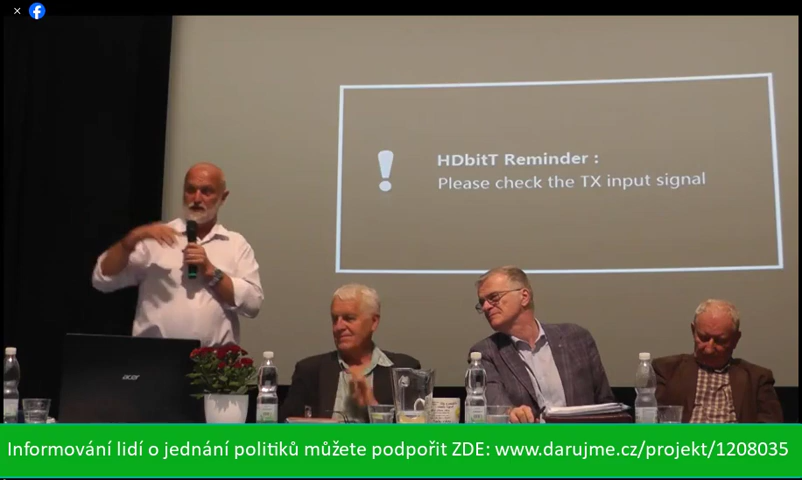 HDbitT Reminder :
Please check the TX input signal
acer
Informování lidí o jednání politiků můžete podpořit ZDE: www.darujme.cz/projekt/1208035